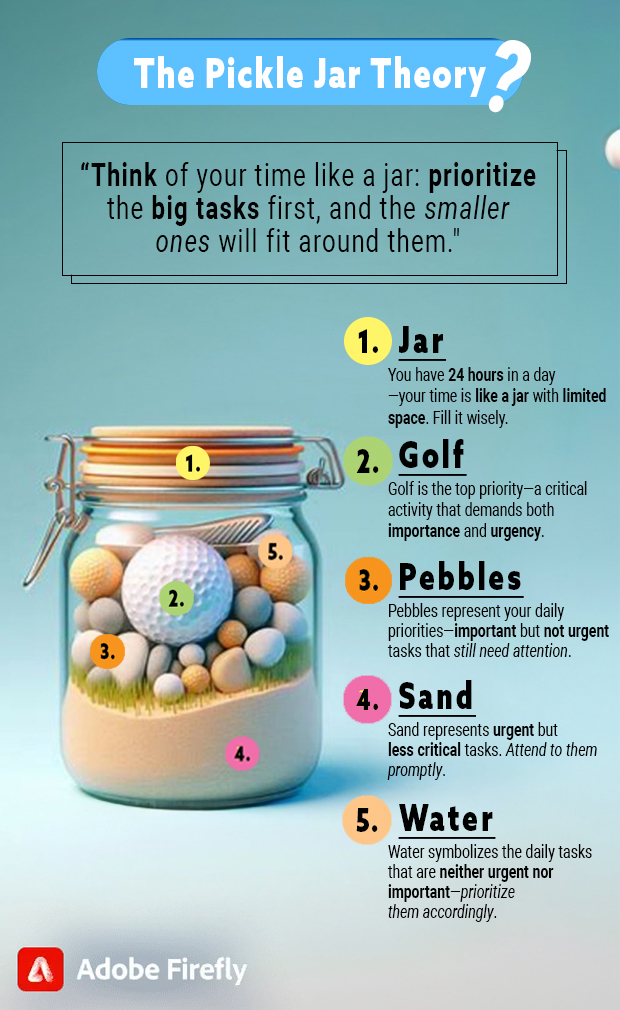 The Pickle Jar Theory?
“Think of your time like a jar: prioritize
the big tasks first, and the smaller
ones will fit around them."
1. Jar
You have 24 hours in a day
—your time is like a jar with limited
space. Fill it wisely.
2. Golf
Golf is the top priority—a critical
activity that demands both
importance and urgency.
3. Pebbles
Pebbles represent your daily
priorities—important but not urgent
tasks that still need attention.
4. Sand
Sand represents urgent but
less critical tasks. Attend to them
promptly.
5. Water
Water symbolizes the daily tasks
that are neither urgent nor
important—prioritize
them accordingly.
1.
5.
2.
3.
4.
Adobe Firefly